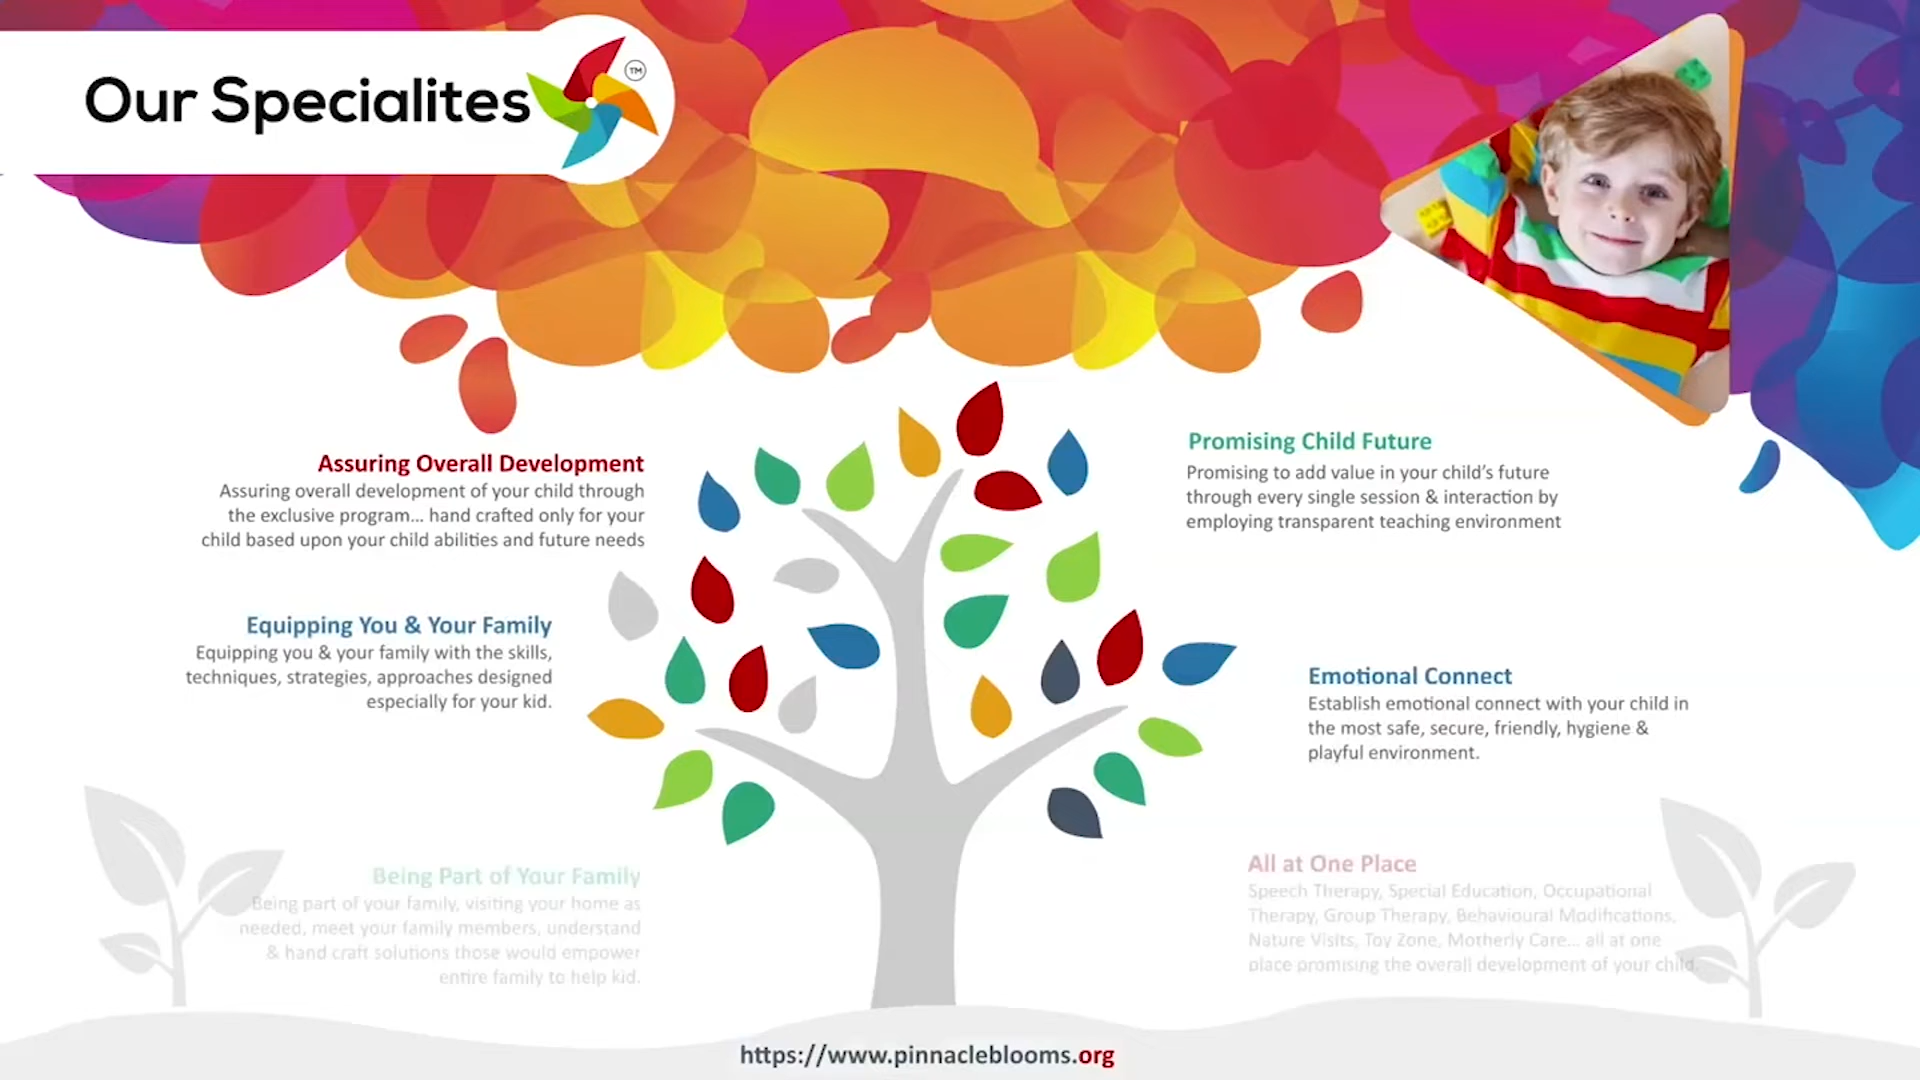 Our Specialites
TM
Assuring Overall Development
Assuring overall development of your child through
the exclusive program... hand crafted only for your
child based upon your child abilities and future needs
Equipping You & Your Family
Equipping you & your family with the skills,
techniques, strategies, approaches designed
especially for your kid.
Being Part of Your Family
Being part of your family, visiting your home as
needed, meet your family members, understand
& hand craft solutions those would empower
entire family to help kid.
Promising Child Future
Promising to add value in your child's future
through every single session & interaction by
employing transparent teaching environment
Emotional Connect
Establish emotional connect with your child in
the most safe, secure, friendly, hygiene &
playful environment.
All at One Place
Speech Therapy, Special Education, Occupational
Therapy, Group Therapy, Behavioural Modifications,
Nature Visits, Toy Zone, Motherly Care... all at one
place promising the overall development of your child.
https://www.pinnacleblooms.org